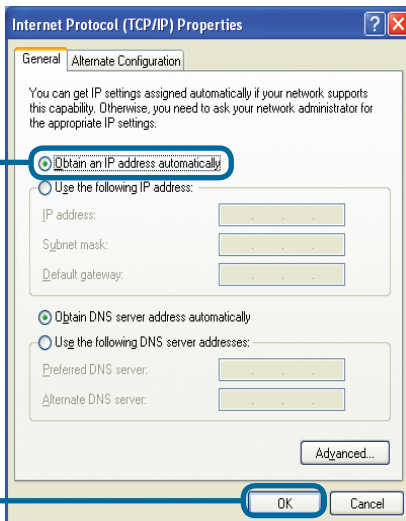 Internet Protocol (TCP/IP) Properties
General Alternate Configuration
You can get IP settings assigned automatically if your network supports
this capability. Otherwise, you need to ask your network administrator for
the appropriate IP settings.
Obtain an IP address automatically
Use the following IP address:
IP address:
Subnet mask:
Default gateway:
Obtain DNS server address automatically
Use the following DNS server addresses:
Preferred DNS server:
Alternate DNS server:
Advanced...
OK Cancel